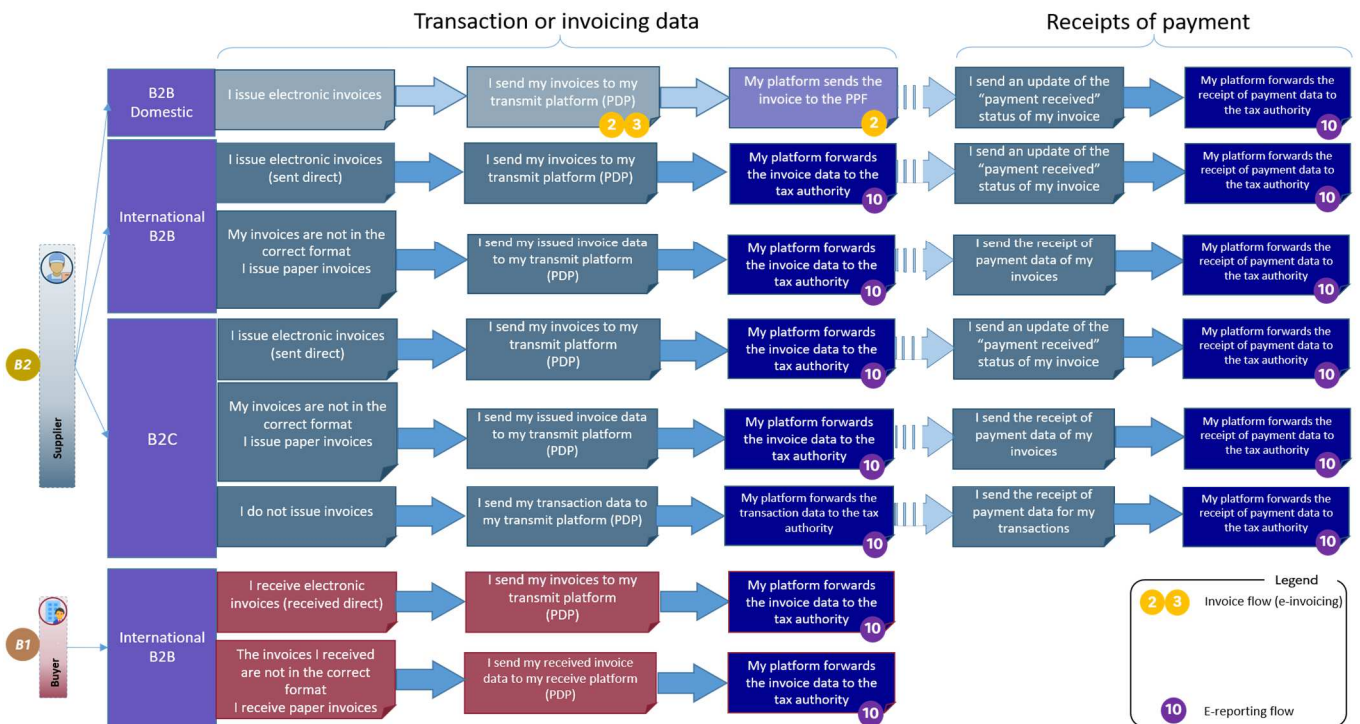 Transaction or invoicing data
Receipts of payment
B2B
Domestic
I issue electronic invoices
I send my invoices to my
transmit platform (PDP)
2 3
My platform sends the
invoice to the PPF
2
I send an update of the
“payment received”
status of my invoice
My platform forwards the
receipt of payment data to
the tax authority
10
International
B2B
I issue electronic invoices
(sent direct)
I send my invoices to my
transmit platform (PDP)
My platform forwards
the invoice data to the
tax authority
10
I send an update of the
“payment received”
status of my invoice
My platform forwards the
receipt of payment data to
the tax authority
10
My invoices are not in the
correct format
I issue paper invoices
I send my issued invoice data
to my transmit platform
(PDP)
My platform forwards
the invoice data to the
tax authority
10
I send the receipt of
payment data of my
invoices
My platform forwards the
receipt of payment data to
the tax authority
10
B2
Supplier
B2C
I issue electronic invoices
(sent direct)
I send my invoices to my
transmit platform
(PDP)
My platform forwards
the invoice data to the
tax authority
10
I send an update of the
“payment received”
status of my invoice
My platform forwards the
receipt of payment data to
the tax authority
10
My invoices are not in the
correct format
I issue paper invoices
I send my issued invoice data
to my transmit platform
(PDP)
My platform forwards
the invoice data to the
tax authority
10
I send the receipt of
payment data of my
invoices
My platform forwards the
receipt of payment data to
the tax authority
10
I do not issue invoices
I send my transaction data to
my transmit platform (PDP)
My platform forwards the
transaction data to the tax
authority
10
I send the receipt of
payment data for my
transactions
My platform forwards the
receipt of payment data to
the tax authority
10
B1
Buyer
International
B2B
I receive electronic
invoices (received direct)
I send my invoices to my
transmit platform
(PDP)
My platform forwards
the invoice data to the
tax authority
10
The invoices I received
are not in the correct
format
I receive paper invoices
I send my received invoice
data to my receive platform
(PDP)
My platform forwards
the invoice data to the
tax authority
10
Legend
2 3 Invoice flow (e-invoicing)
10 E-reporting flow